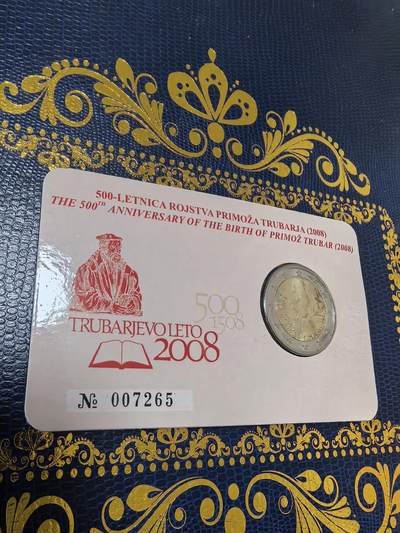 500-LETNICA ROJSTVA PRIMOŽA TRUBARJA (2008)
THE 500TH ANNIVERSARY OF THE BIRTH OF PRIMOŽ TRUBAR (2008)
500
1508
TRUBARJEVO LETO
2008
№ 007265